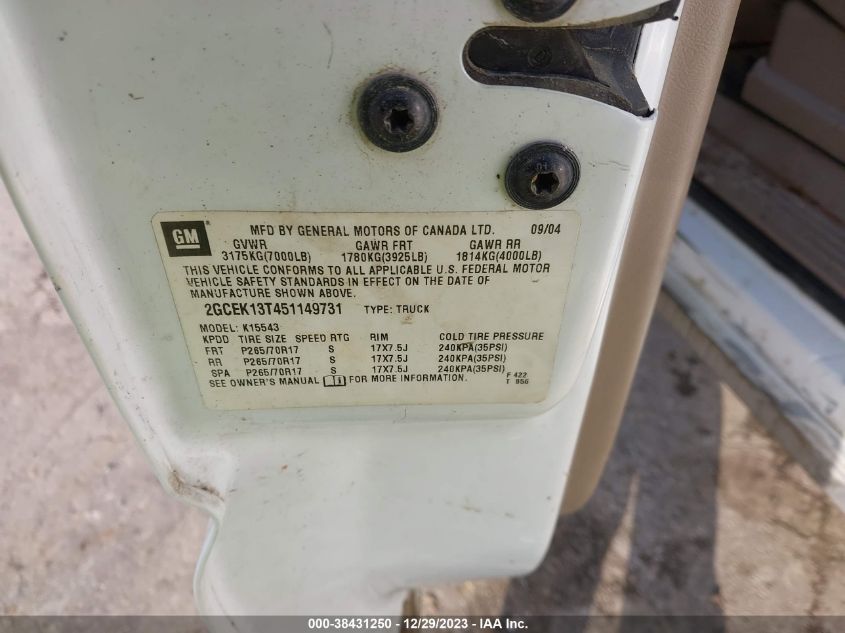 GM
MFD BY GENERAL MOTORS OF CANADA LTD. 09/04
GVWR GAWR FRT GAWR RR
3175KG(7000LB) 1780KG(3925LB) 1814KG(4000LB)
THIS VEHICLE CONFORMS TO ALL APPLICABLE U.S. FEDERAL MOTOR
VEHICLE SAFETY STANDARDS IN EFFECT ON THE DATE OF
MANUFACTURE SHOWN ABOVE.
2GCEK13T451149731 TYPE: TRUCK
MODEL: K15543
KPDD TIRE SIZE SPEED RTG RIM COLD TIRE PRESSURE
FRT P265/70R17 S 17X7.5J 240KPA(35PSI)
RR P265/70R17 S 17X7.5J 240KPA(35PSI)
SPA P265/70R17 S 17X7.5J 240KPA(35PSI)
SEE OWNER'S MANUAL FOR MORE INFORMATION.
F 422
T 956
000-38431250 - 12/29/2023 - IAAI Inc.